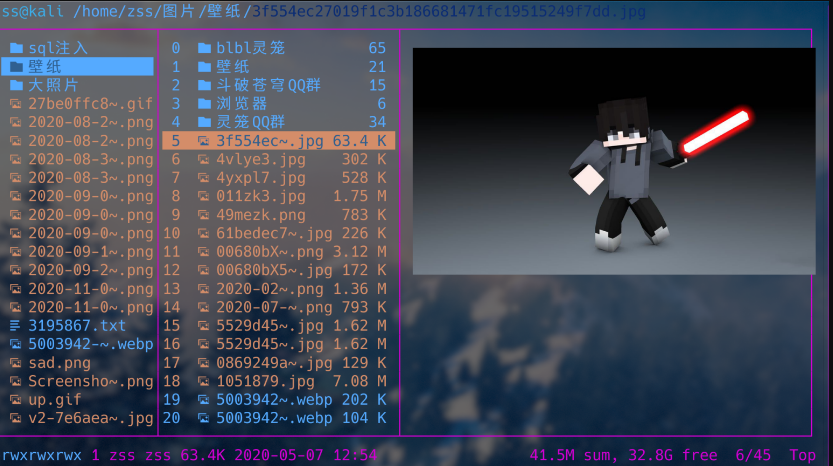 ss@kali /home/zss/图片/壁纸/3f554ec27019f1c3b186681471fc19515249f7dd.jpg
sql注入 0 blbl灵笼 65
壁纸 1 壁纸 21
大照片 2 斗破苍穹QQ群 15
27be0ffc8~.gif 3 浏览器 6
2020-08-2~.png 4 灵笼QQ群 34
2020-08-2~.png 5 3f554ec~.jpg 63.4 K
2020-08-3~.png 6 4vlye3.jpg 302 K
2020-08-3~.png 7 4yxpl7.jpg 528 K
2020-09-0~.png 8 011zk3.jpg 1.75 M
2020-09-0~.png 9 49mezk.png 783 K
2020-09-0~.png 10 61bedec7~.jpg 226 K
2020-09-1~.png 11 00680bX~.png 3.12 M
2020-09-2~.png 12 00680bX5~.jpg 172 K
2020-11-0~.png 13 2020-02~.png 1.36 M
2020-11-0~.png 14 2020-07-~.png 793 K
3195867.txt 15 5529d45~.jpg 1.62 M
5003942-~.webp 16 5529d45~.jpg 1.62 M
sad.png 17 0869249a~.jpg 129 K
Screensho~.png 18 1051879.jpg 7.08 M
up.gif 19 5003942~.webp 202 K
v2-7e6aea~.jpg 20 5003942~.webp 104 K
rwxrwxrwx 1 zss zss 63.4K 2020-05-07 12:54 41.5M sum, 32.8G free 6/45 Top